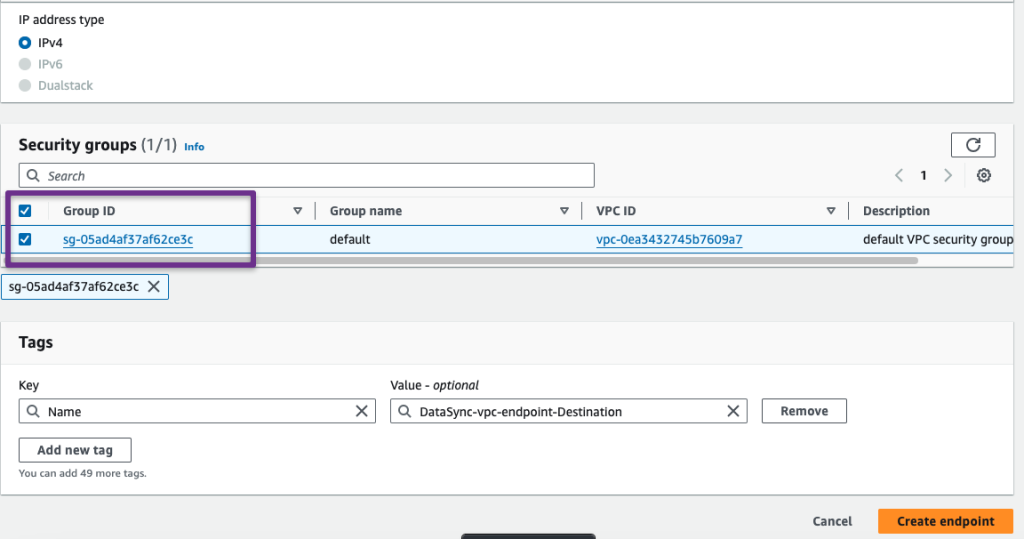 IP address type
IPv4
IPv6
Dualstack
Security groups (1/1) Info
Search
1
Group ID Group name VPC ID Description
sg-05ad4af37af62ce3c default vpc-0ea3432745b7609a7 default VPC security group
sg-05ad4af37af62ce3c
Tags
Key Value - optional
Name DataSync-vpc-endpoint-Destination Remove
Add new tag
You can add 49 more tags.
Cancel Create endpoint